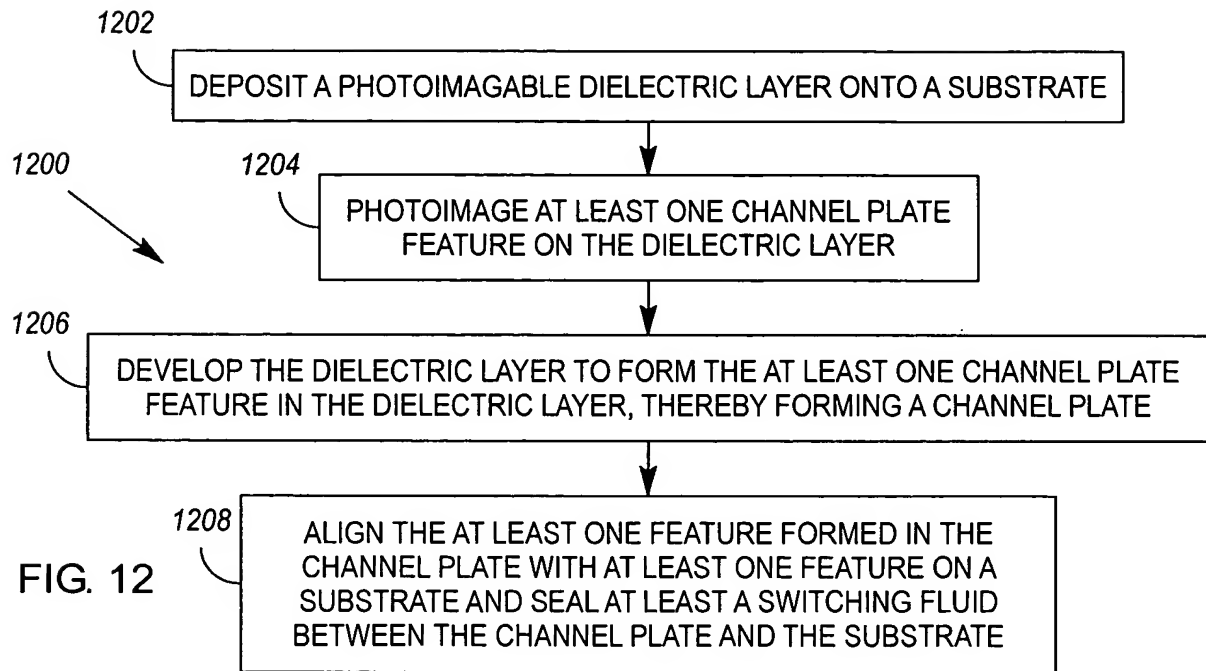 1202
DEPOSIT A PHOTOIMAGABLE DIELECTRIC LAYER ONTO A SUBSTRATE
1200
1204
PHOTOIMAGE AT LEAST ONE CHANNEL PLATE
FEATURE ON THE DIELECTRIC LAYER
1206
DEVELOP THE DIELECTRIC LAYER TO FORM THE AT LEAST ONE CHANNEL PLATE
FEATURE IN THE DIELECTRIC LAYER, THEREBY FORMING A CHANNEL PLATE
1208
ALIGN THE AT LEAST ONE FEATURE FORMED IN THE
CHANNEL PLATE WITH AT LEAST ONE FEATURE ON A
SUBSTRATE AND SEAL AT LEAST A SWITCHING FLUID
BETWEEN THE CHANNEL PLATE AND THE SUBSTRATE
FIG. 12